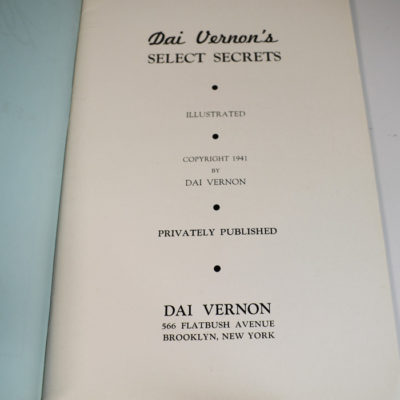 Dai Vernon's
SELECT SECRETS
ILLUSTRATED
COPYRIGHT 1941
BY
DAI VERNON
PRIVATELY PUBLISHED
DAI VERNON
566 FLATBUSH AVENUE
BROOKLYN, NEW YORK